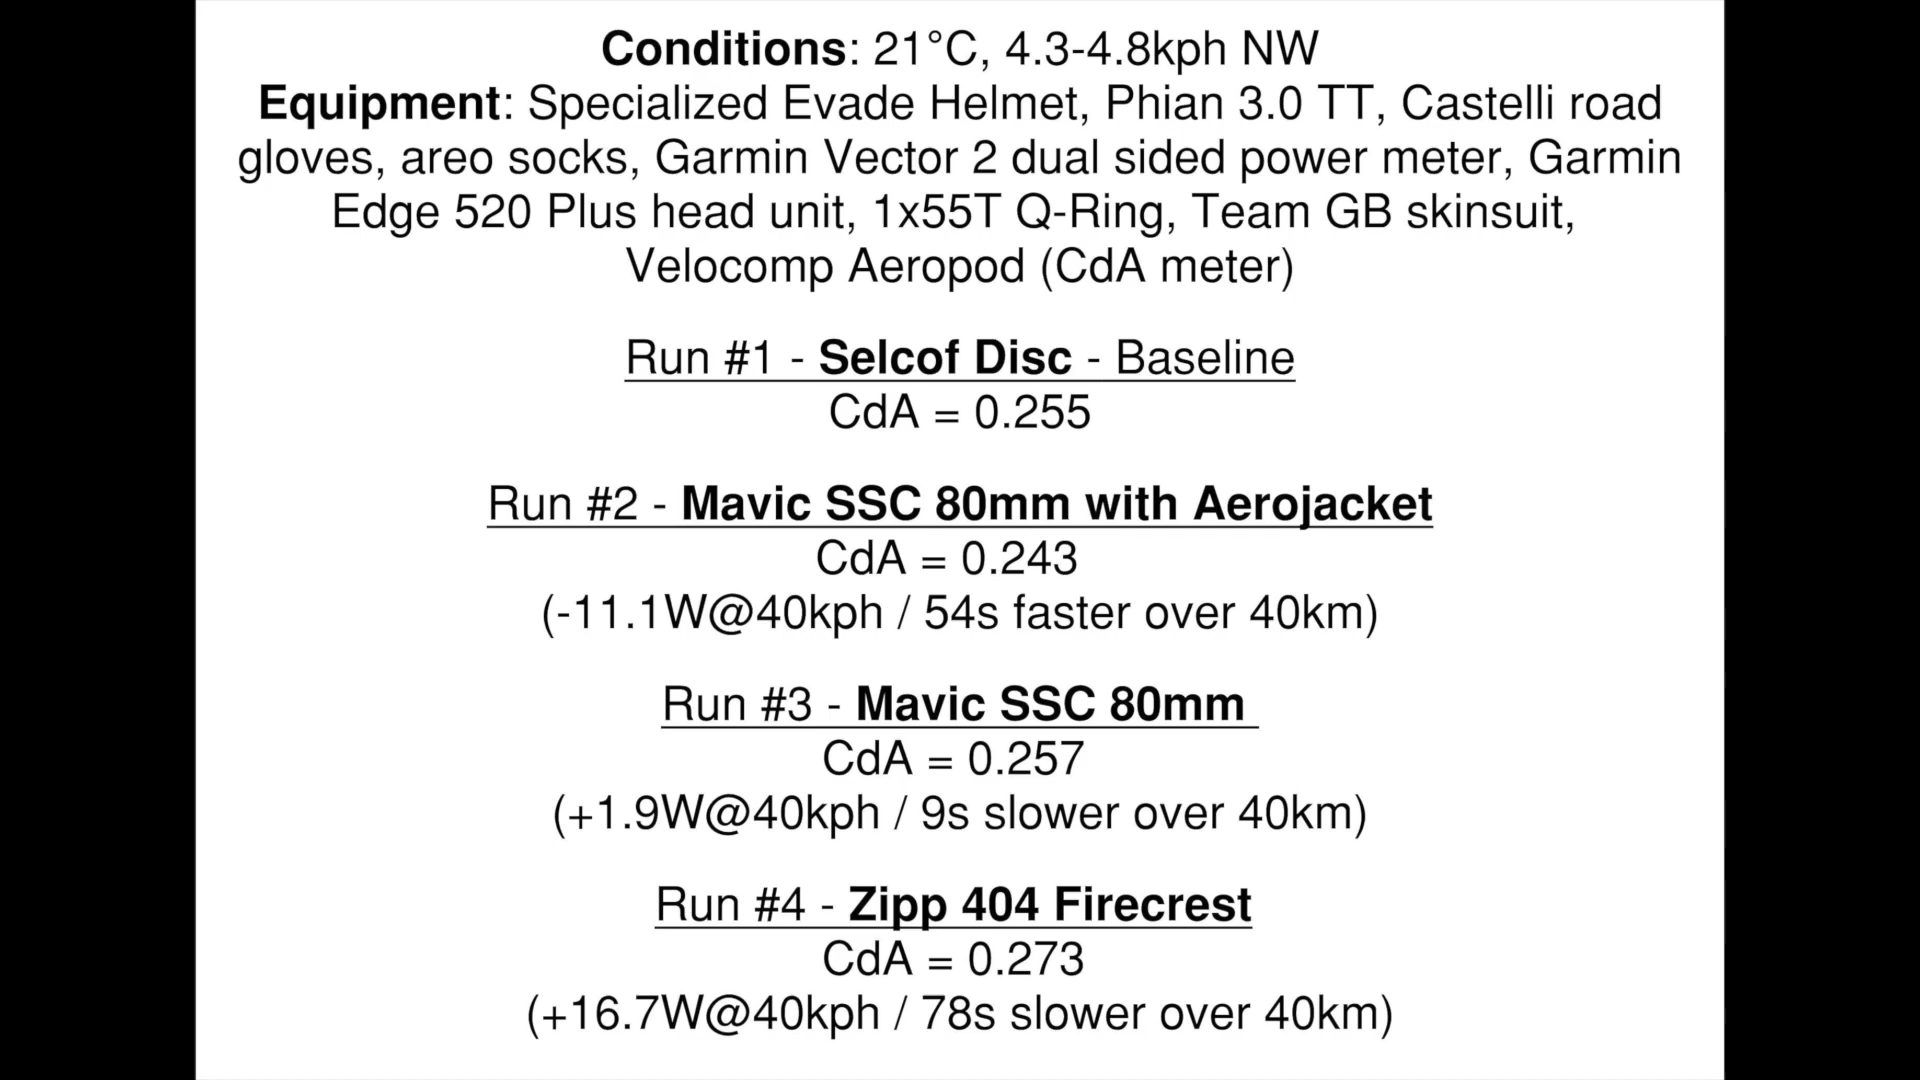 Conditions: 21°C, 4.3-4.8kph NW
Equipment: Specialized Evade Helmet, Phian 3.0 TT, Castelli road
gloves, areo socks, Garmin Vector 2 dual sided power meter, Garmin
Edge 520 Plus head unit, 1x55T Q-Ring, Team GB skinsuit,
Velocomp Aeropod (CdA meter)
Run #1 - Selcof Disc - Baseline
CdA = 0.255
Run #2 - Mavic SSC 80mm with Aerojacket
CdA = 0.243
(-11.1W@40kph / 54s faster over 40km)
Run #3 - Mavic SSC 80mm
CdA = 0.257
(+1.9W@40kph / 9s slower over 40km)
Run #4 - Zipp 404 Firecrest
CdA = 0.273
(+16.7W@40kph / 78s slower over 40km)